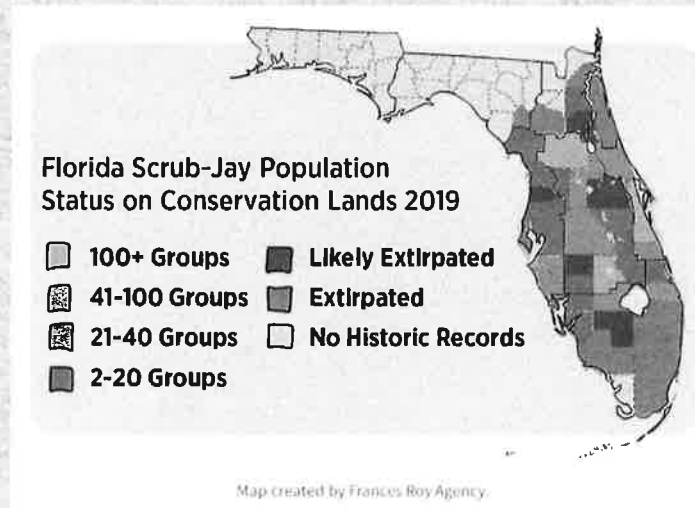 Florida Scrub-Jay Population
Status on Conservation Lands 2019
100+ Groups
41-100 Groups
21-40 Groups
2-20 Groups
Likely Extirpated
Extirpated
No Historic Records
Map created by Frances Roy Agency.